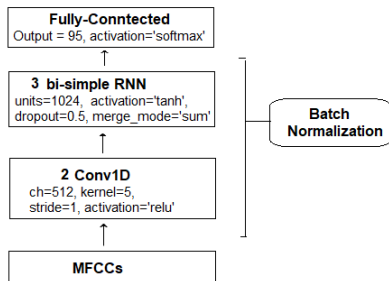 Fully-Conntected
Output = 95, activation='softmax'
3 bi-simple RNN
units=1024, activation='tanh',
dropout=0.5, merge_mode='sum'
Batch
Normalization
2 Conv1D
ch=512, kernel=5,
stride=1, activation='relu'
MFCCs